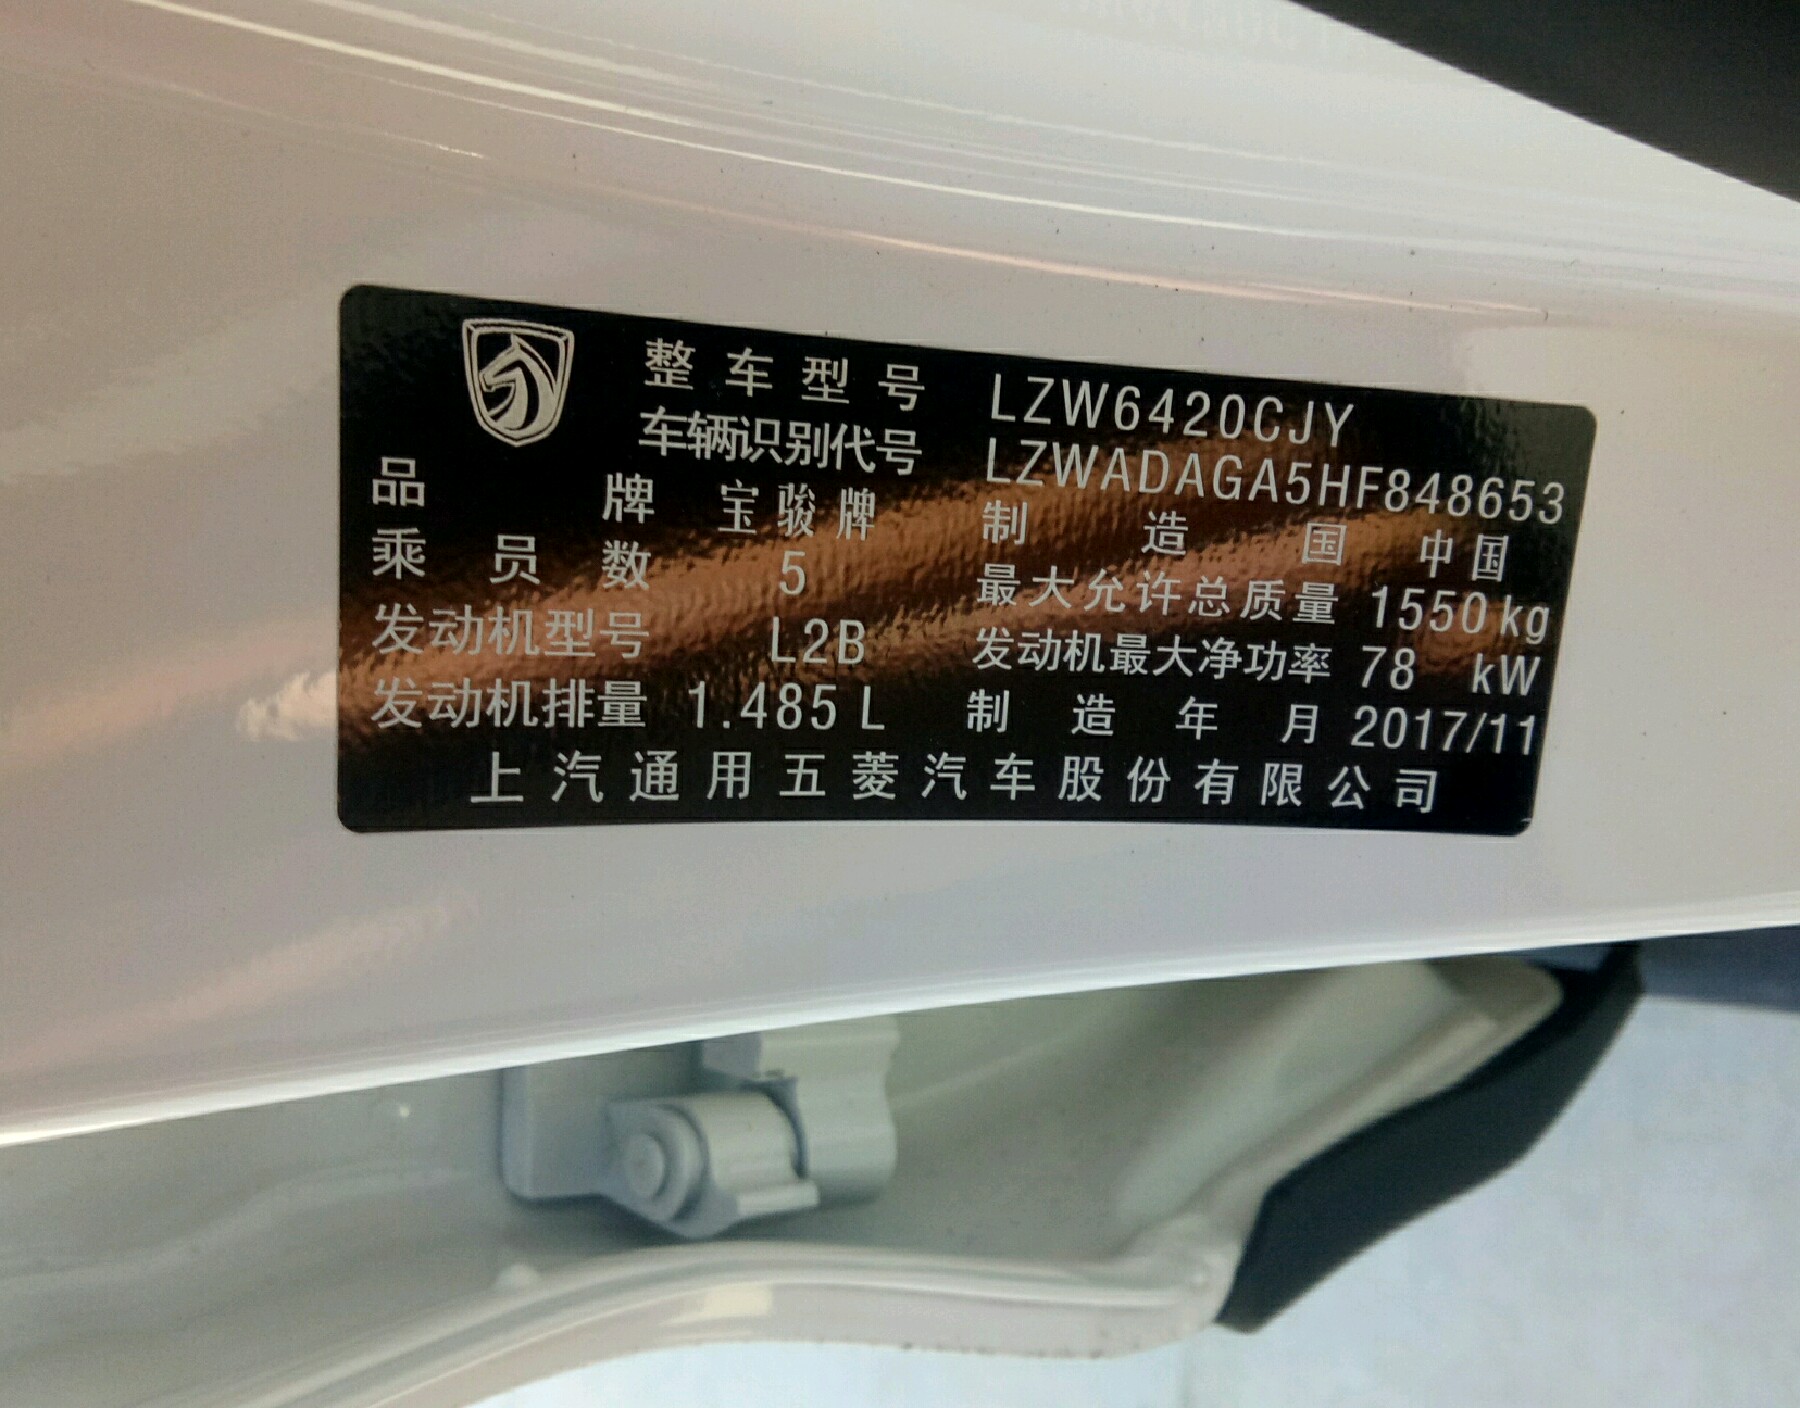 整车型号 LZW6420CJY
车辆识别代号 LZWADAGA5HF848653
品牌 宝骏牌 制造国 中国
乘员数 5 最大允许总质量 1550kg
发动机型号 L2B 发动机最大净功率 78 kW
发动机排量 1.485L 制造年月 2017/11
上汽通用五菱汽车股份有限公司